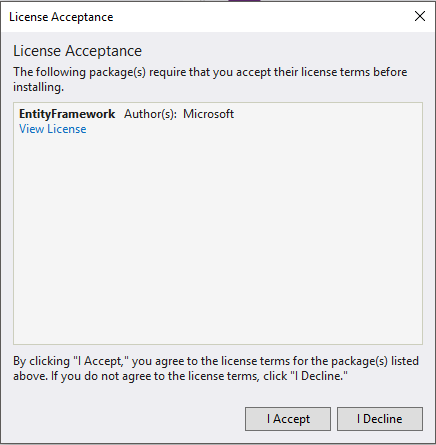 License Acceptance
License Acceptance
The following package(s) require that you accept their license terms before
installing.
EntityFramework Author(s): Microsoft
View License
By clicking "I Accept," you agree to the license terms for the package(s) listed
above. If you do not agree to the license terms, click "I Decline."
I Accept I Decline